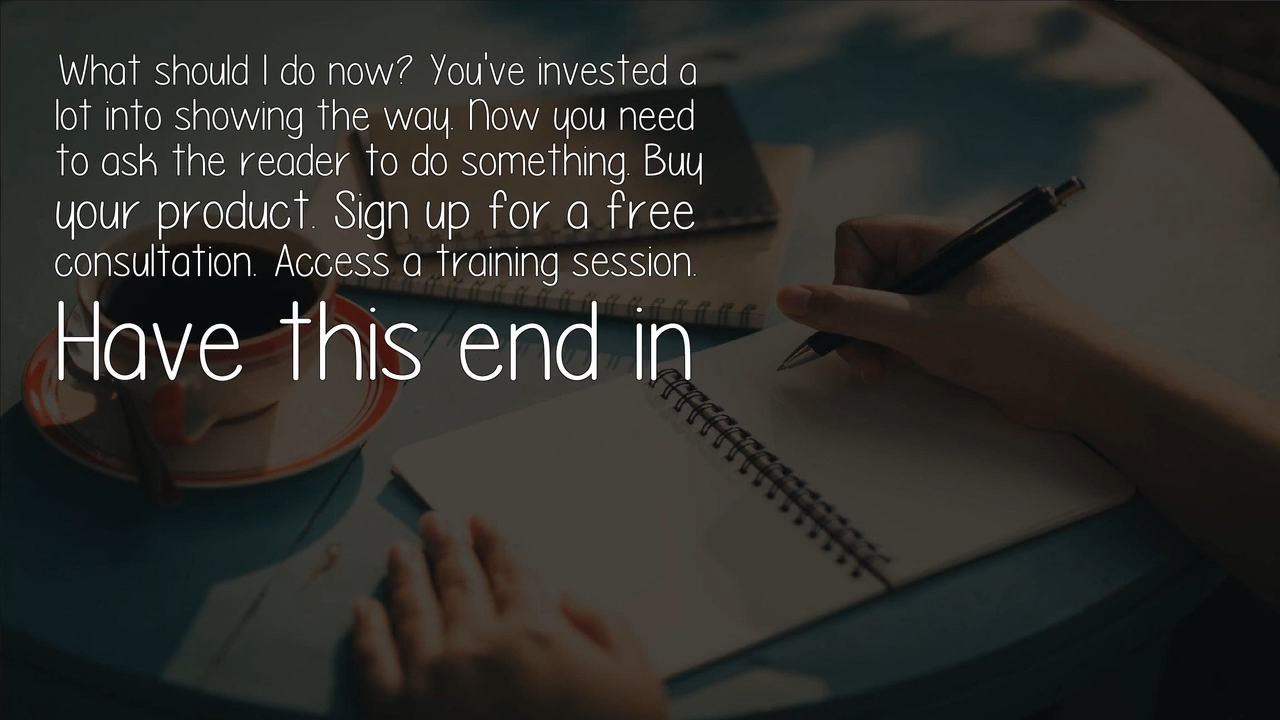 What should I do now? You've invested a
lot into showing the way. Now you need
to ask the reader to do something. Buy
your product. Sign up for a free
consultation. Access a training session.
Have this end in